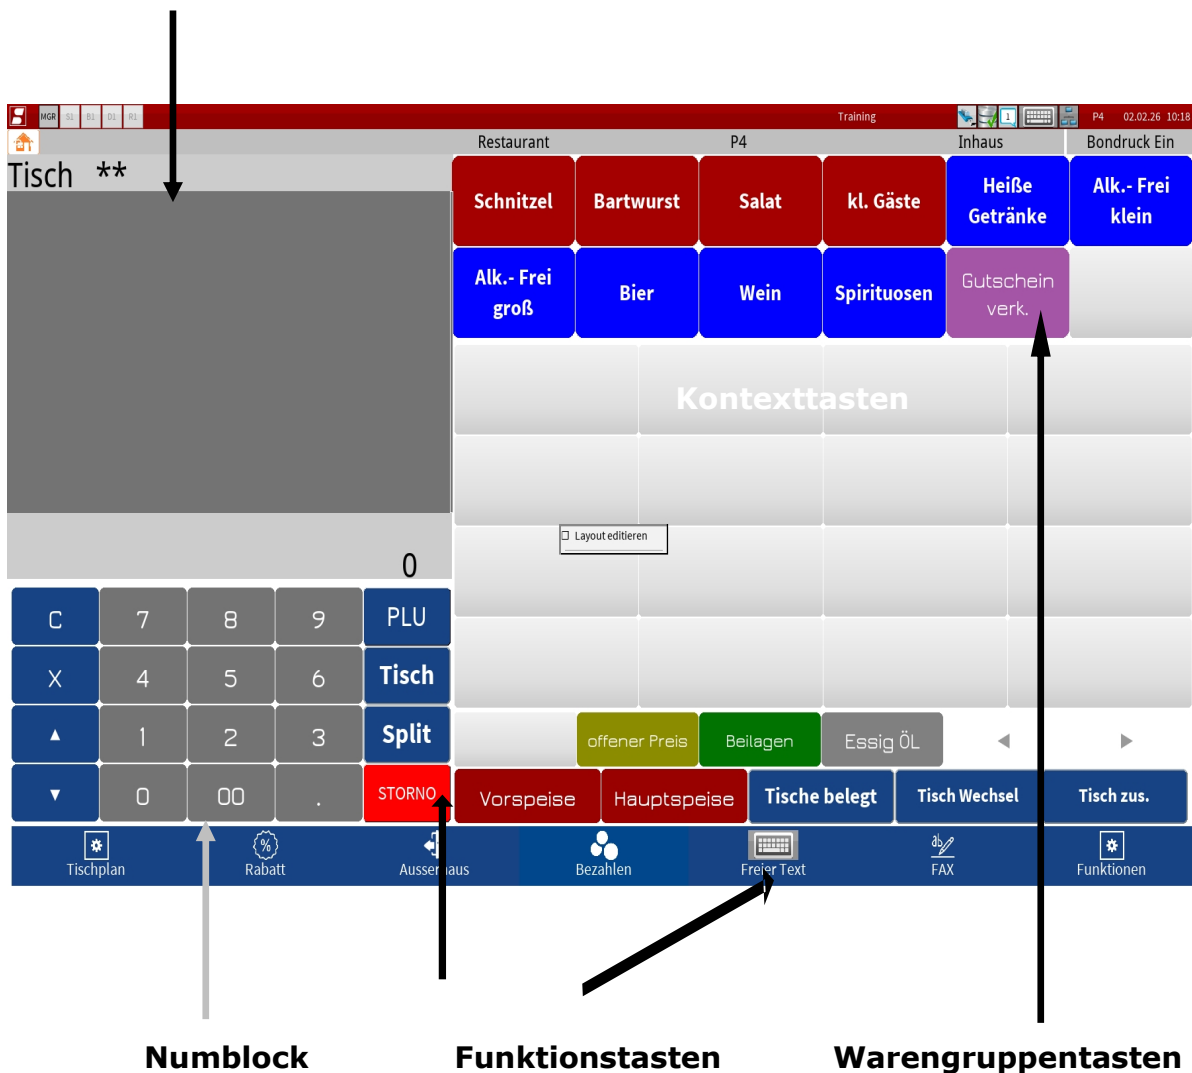 MGR S1 B1 D1 R1 Training 1 P4 02.02.26 10:18
Restaurant P4 Inhaus Bondruck Ein
Tisch **
Schnitzel Bartwurst Salat kl. Gäste Heiße Getränke Alk.- Frei klein
Alk.- Frei groß Bier Wein Spirituosen Gutschein verk.
Kontexttasten
Layout editieren
0
C 7 8 9 PLU
X 4 5 6 Tisch
▲ 1 2 3 Split
offener Preis Beilagen Essig ÖL ◀ ▶
▼ 0 00 . STORNO
Vorspeise Hauptspeise Tische belegt Tisch Wechsel Tisch zus.
Tischplan % Rabatt Ausserhaus Bezahlen Freier Text ab FAX Funktionen
Numblock Funktionstasten Warengruppentasten